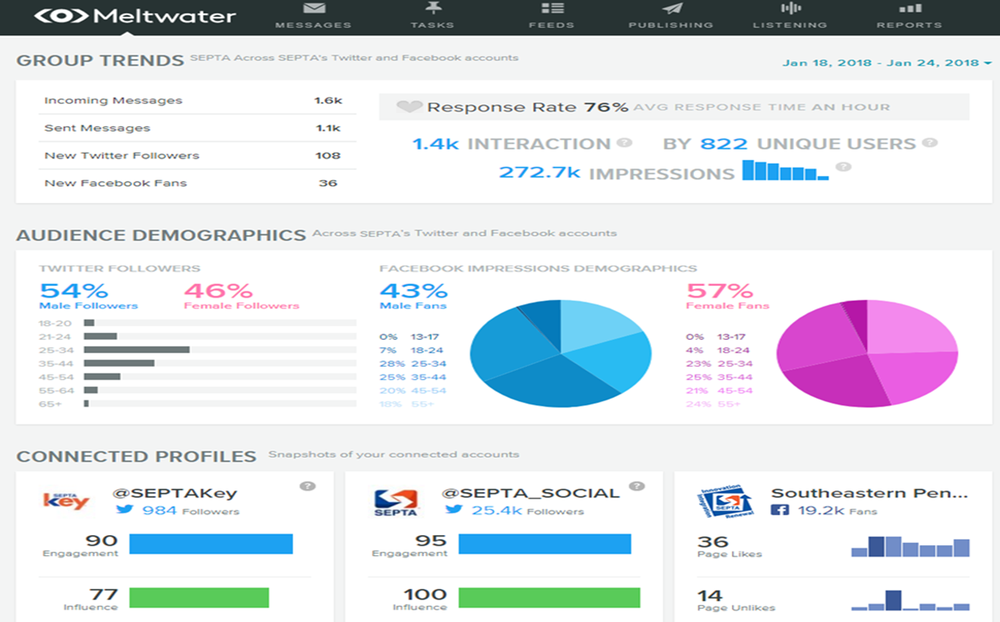 Meltwater
MESSAGES
TASKS
FEEDS
PUBLISHING
LISTENING
REPORTS
GROUP TRENDS SEPTA Across SEPTA's Twitter and Facebook accounts
Jan 18, 2018 - Jan 24, 2018
Incoming Messages 1.6k
Sent Messages 1.1k
New Twitter Followers 108
New Facebook Fans 36
Response Rate 76% AVG RESPONSE TIME AN HOUR
1.4k INTERACTION ? BY 822 UNIQUE USERS ?
272.7k IMPRESSIONS ?
AUDIENCE DEMOGRAPHICS Across SEPTA's Twitter and Facebook accounts
TWITTER FOLLOWERS
54% 46%
Male Followers Female Followers
18-20
21-24
25-34
35-44
45-54
55-64
65+
FACEBOOK IMPRESSIONS DEMOGRAPHICS
43%
Male Fans
0% 13-17
7% 18-24
28% 25-34
25% 35-44
20% 45-54
18% 55+
57%
Female Fans
0% 13-17
4% 18-24
23% 25-34
25% 35-44
21% 45-54
24% 55+
CONNECTED PROFILES Snapshots of your connected accounts
SEPTA
key
@SEPTAKey ?
984 Followers
90
Engagement
77
Influence
SEPTA
@SEPTA_SOCIAL ?
25.4k Followers
95
Engagement
100
Influence
Innovation
Integration
SEPTA
Renewal
Southeastern Pen...
19.2k Fans
36
Page Likes
14
Page Unlikes